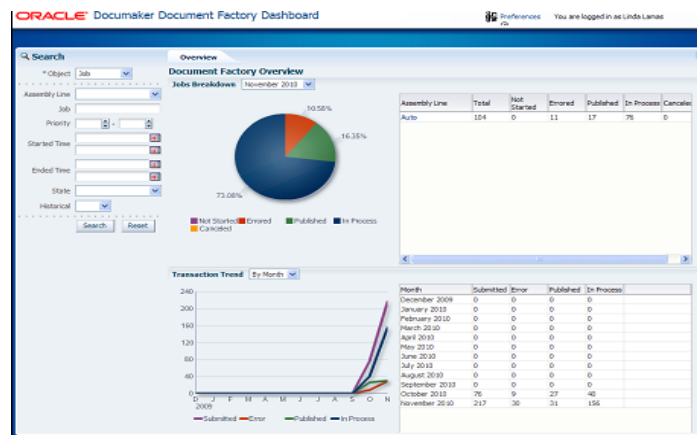 ORACLE Documaker Document Factory Dashboard
Preferences You are logged in as Linda Lamas
Search
* Object Job
Assembly Line
Job
Priority -
Started Time
Ended Time
State
Historical
Search Reset
Overview
Document Factory Overview
Jobs Breakdown November 2010
10.58%
16.35%
73.08%
Not Started Errored Published In Process
Canceled
Assembly Line Total Not Started Errored Published In Process Cancele
Auto 104 0 11 17 76 0
Transaction Trend By Month
240
200
160
120
80
40
0
D J F M A M J J A S O N
2009
Submitted Error Published In Process
Month Submitted Error Published In Process
December 2009 0 0 0 0
January 2010 0 0 0 0
February 2010 0 0 0 0
March 2010 0 0 0 0
April 2010 0 0 0 0
May 2010 0 0 0 0
June 2010 0 0 0 0
July 2010 0 0 0 0
August 2010 0 0 0 0
September 2010 0 0 0 0
October 2010 76 9 27 40
November 2010 217 30 31 156